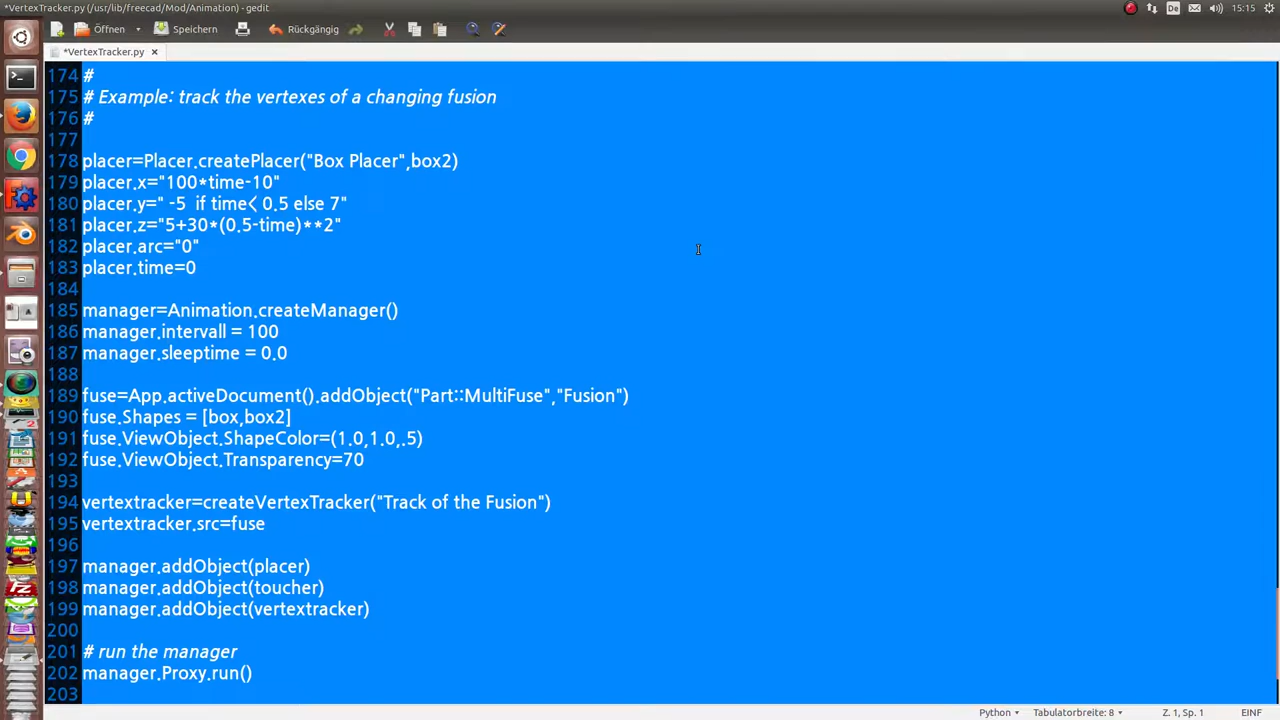 *VertexTracker.py (/usr/lib/freecad/Mod/Animation) - gedit
De
15:15
Öffnen
Speichern
Rückgängig
*VertexTracker.py
174 #
175 # Example: track the vertexes of a changing fusion
176 #
177
178 placer=Placer.createPlacer("Box Placer",box2)
179 placer.x="100*time-10"
180 placer.y=" -5  if time< 0.5 else 7"
181 placer.z="5+30*(0.5-time)**2"
182 placer.arc="0"
183 placer.time=0
184
185 manager=Animation.createManager()
186 manager.intervall = 100
187 manager.sleeptime = 0.0
188
189 fuse=App.activeDocument().addObject("Part::MultiFuse","Fusion")
190 fuse.Shapes = [box,box2]
191 fuse.ViewObject.ShapeColor=(1.0,1.0,.5)
192 fuse.ViewObject.Transparency=70
193
194 vertextracker=createVertexTracker("Track of the Fusion")
195 vertextracker.src=fuse
196
197 manager.addObject(placer)
198 manager.addObject(toucher)
199 manager.addObject(vertextracker)
200
201 # run the manager
202 manager.Proxy.run()
203
Python Tabulatorbreite: 8 Z. 1, Sp. 1 EINF